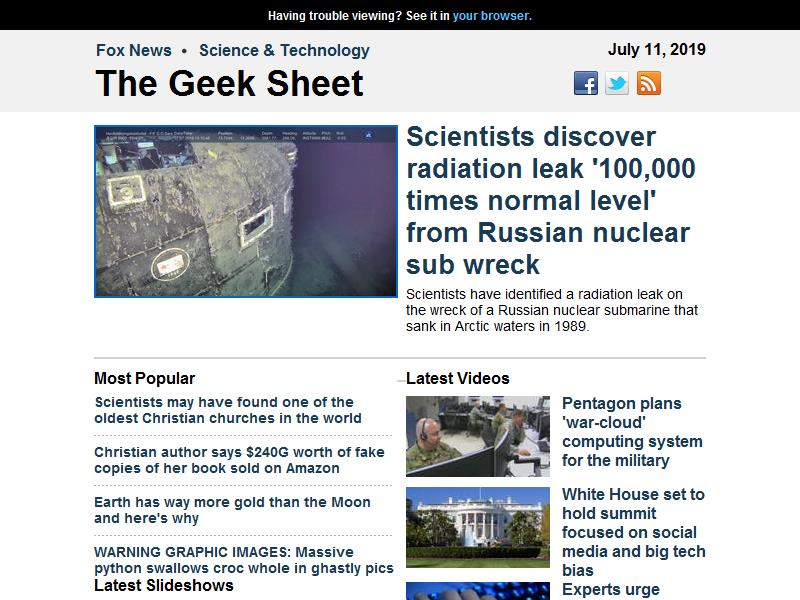 Having trouble viewing? See it in your browser.
Fox News • Science & Technology
July 11, 2019
The Geek Sheet
Scientists discover
radiation leak '100,000
times normal level'
from Russian nuclear
sub wreck
Scientists have identified a radiation leak on
the wreck of a Russian nuclear submarine that
sank in Arctic waters in 1989.
Most Popular
Scientists may have found one of the
oldest Christian churches in the world
Christian author says $240G worth of fake
copies of her book sold on Amazon
Earth has way more gold than the Moon
and here's why
WARNING GRAPHIC IMAGES: Massive
python swallows croc whole in ghastly pics
Latest Slideshows
Latest Videos
Pentagon plans
'war-cloud'
computing system
for the military
White House set to
hold summit
focused on social
media and big tech
bias
Experts urge